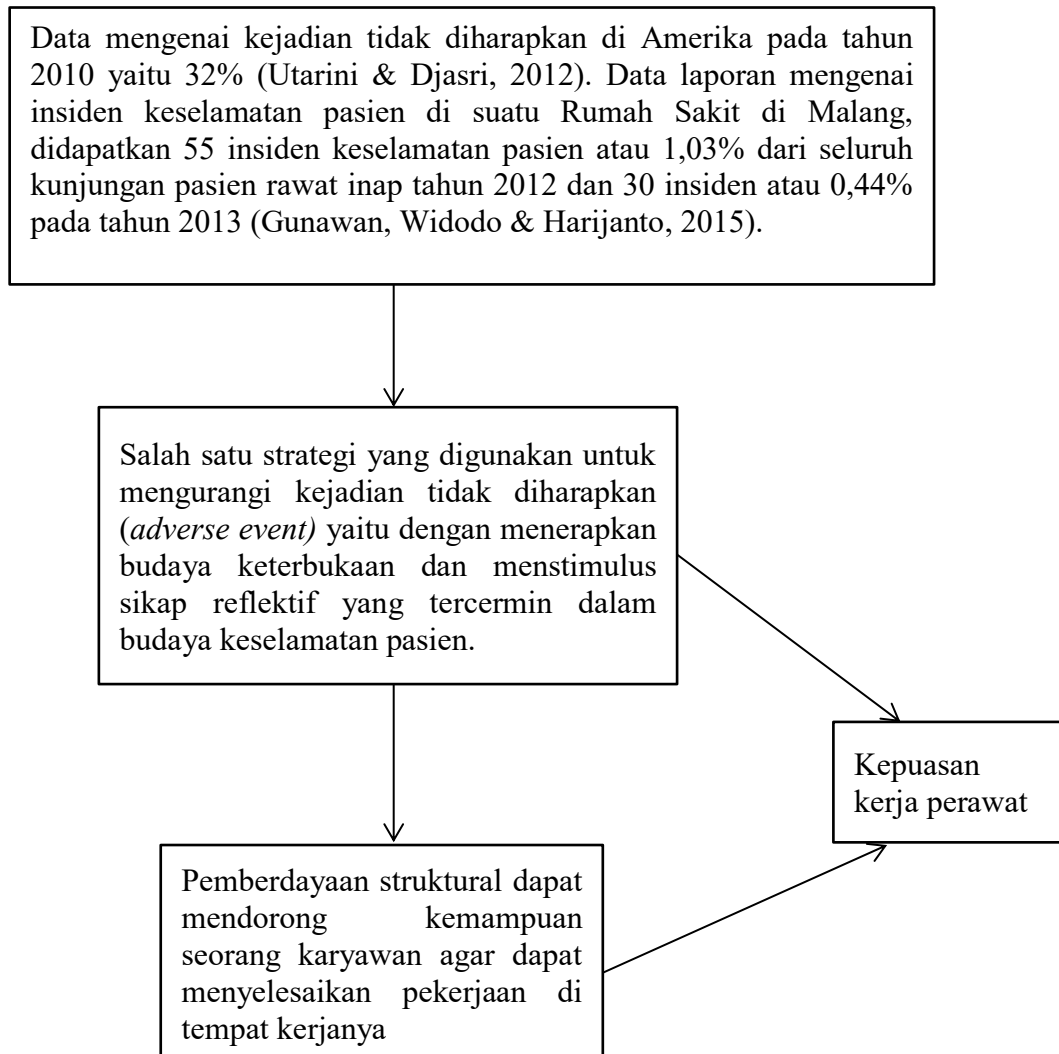 Data mengenai kejadian tidak diharapkan di Amerika pada tahun
2010 yaitu 32% (Utarini & Djasri, 2012). Data laporan mengenai
insiden keselamatan pasien di suatu Rumah Sakit di Malang,
didapatkan 55 insiden keselamatan pasien atau 1,03% dari seluruh
kunjungan pasien rawat inap tahun 2012 dan 30 insiden atau 0,44%
pada tahun 2013 (Gunawan, Widodo & Harijanto, 2015).
Salah satu strategi yang digunakan untuk
mengurangi kejadian tidak diharapkan
(adverse event) yaitu dengan menerapkan
budaya keterbukaan dan menstimulus
sikap reflektif yang tercermin dalam
budaya keselamatan pasien.
Kepuasan
kerja perawat
Pemberdayaan struktural dapat
mendorong kemampuan
seorang karyawan agar dapat
menyelesaikan pekerjaan di
tempat kerjanya